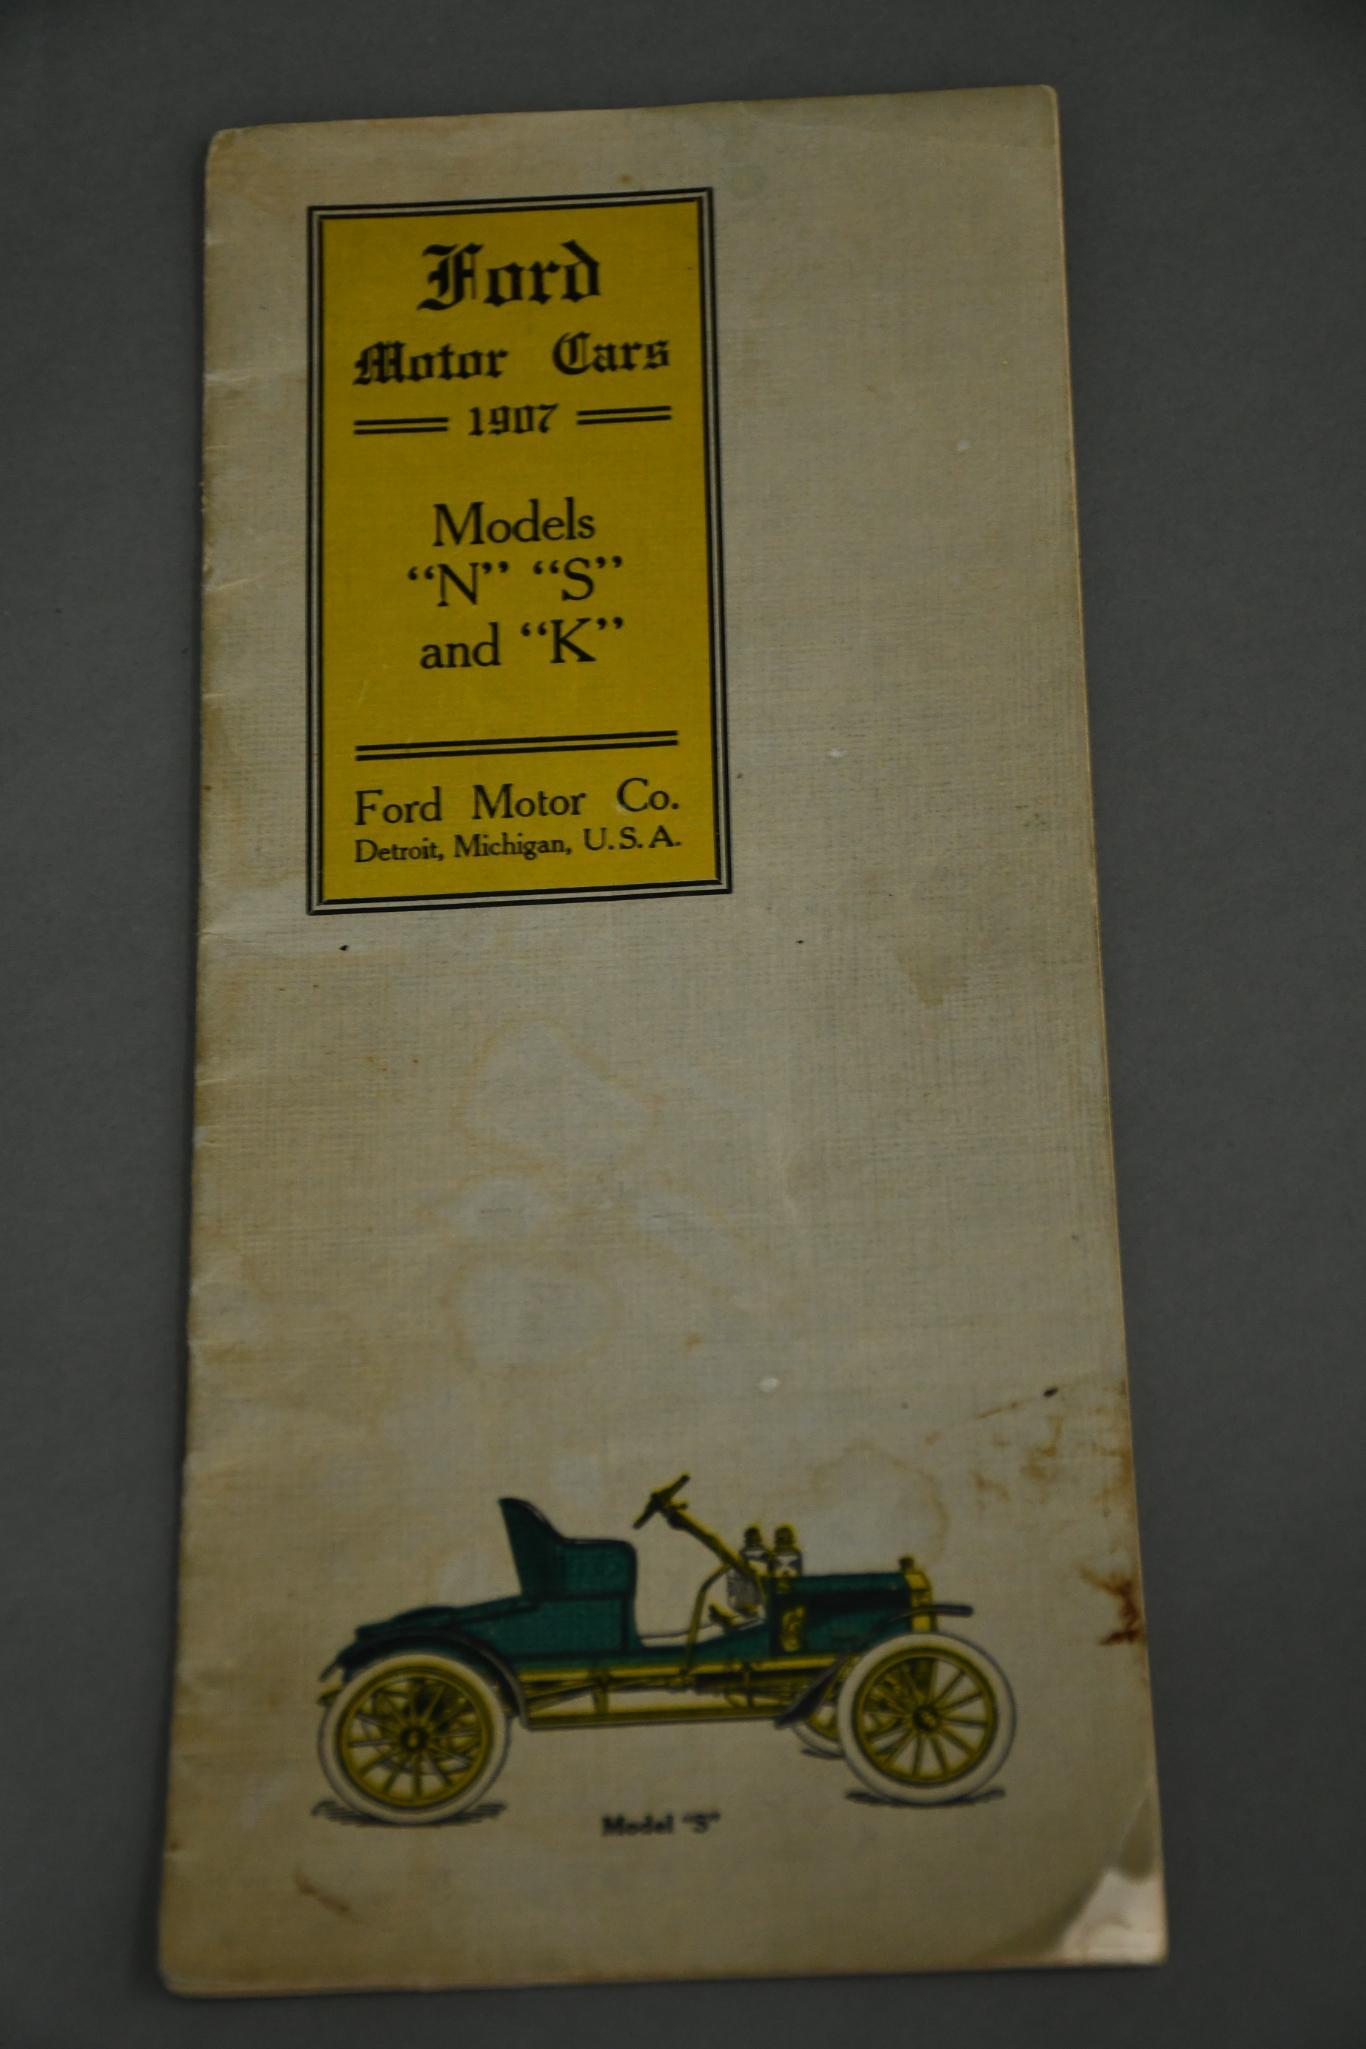 Ford
Motor Cars
1907
Models
“N” “S”
and “K”
Ford Motor Co.
Detroit, Michigan, U.S.A.
Model “S”